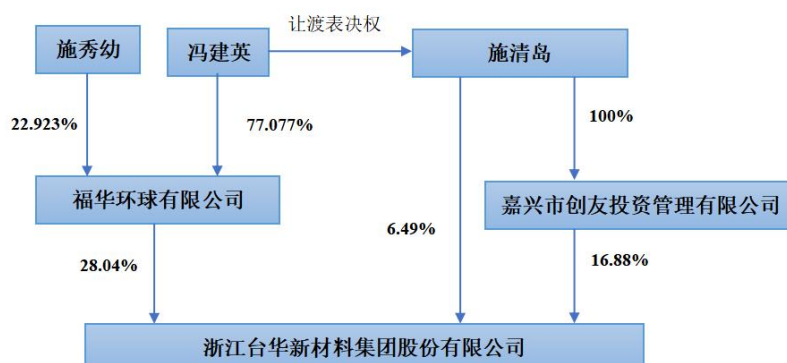 让渡表决权
施秀幼
冯建英
施清岛
22.923%
77.077%
100%
福华环球有限公司
嘉兴市创友投资管理有限公司
28.04%
6.49%
16.88%
浙江台华新材料集团股份有限公司